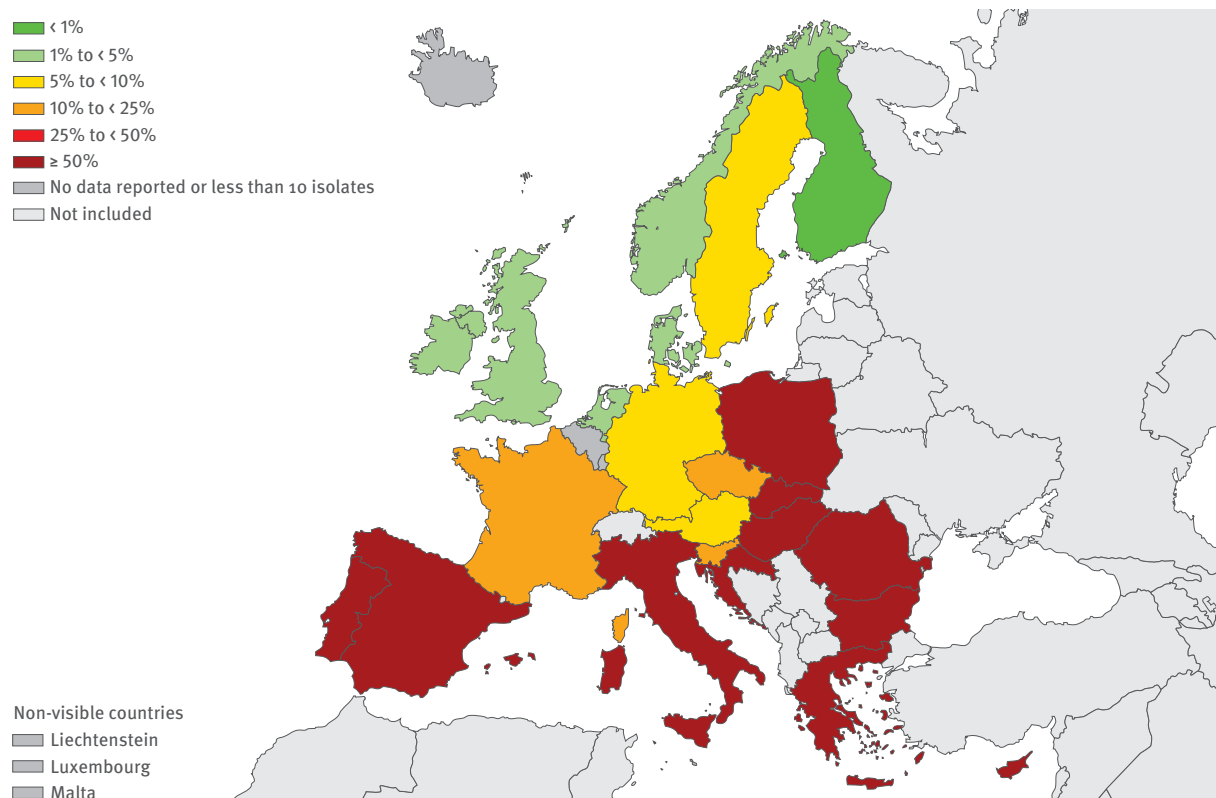 < 1%
1% to < 5%
5% to < 10%
10% to < 25%
25% to < 50%
≥ 50%
No data reported or less than 10 isolates
Not included
Non-visible countries
Liechtenstein
Luxembourg
Malta